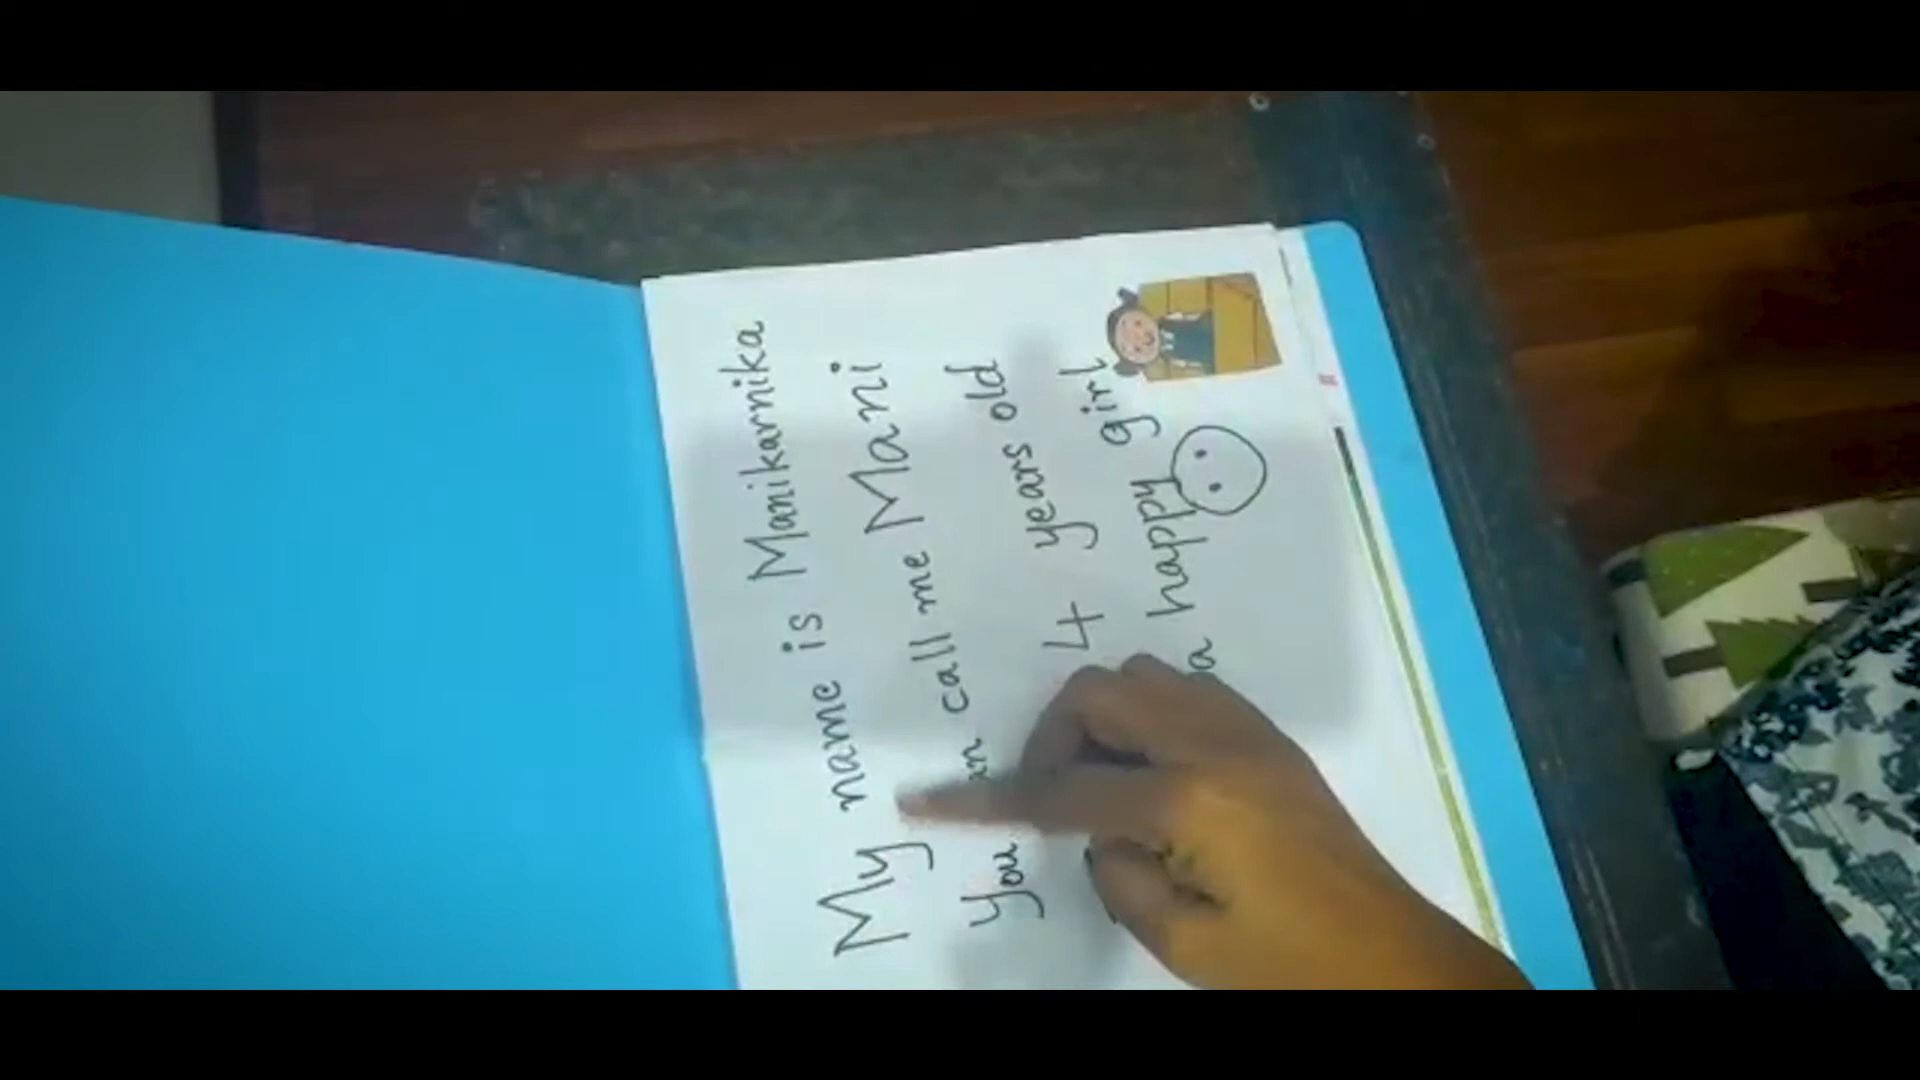 My name is Manikarnika
You call me Mani
4 years old
a happy girl